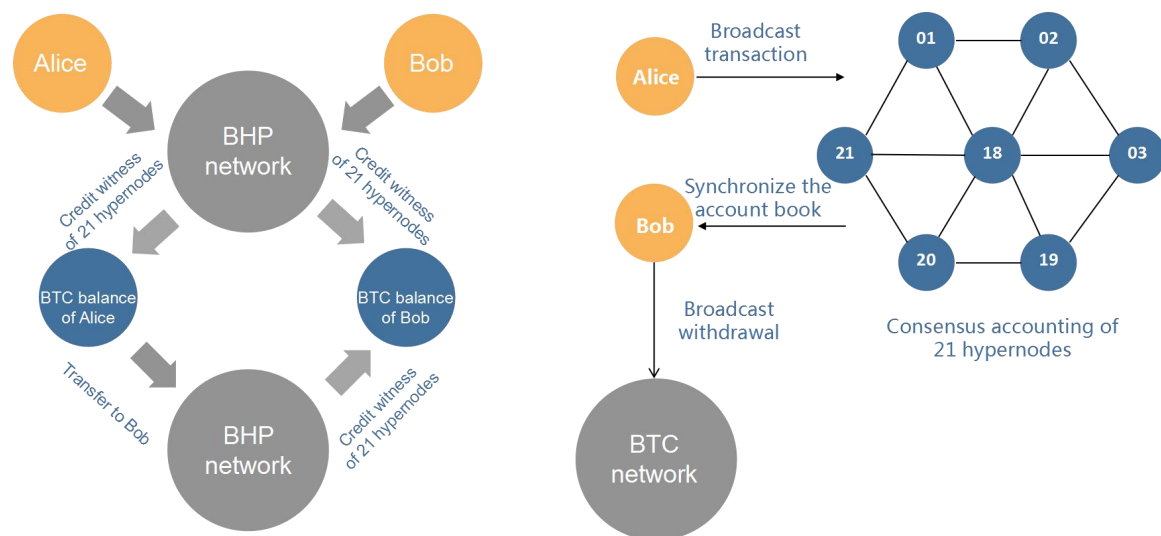 Alice
Bob
BHP
network
Credit witness
of 21 hypernodes
Credit witness
of 21 hypernodes
BTC balance
of Alice
BTC balance
of Bob
Transfer to Bob
BHP
network
Credit witness
of 21 hypernodes
Broadcast
transaction
Alice
01
02
21
18
03
Synchronize the
account book
Bob
20
19
Broadcast
withdrawal
Consensus accounting of
21 hypernodes
BTC
network